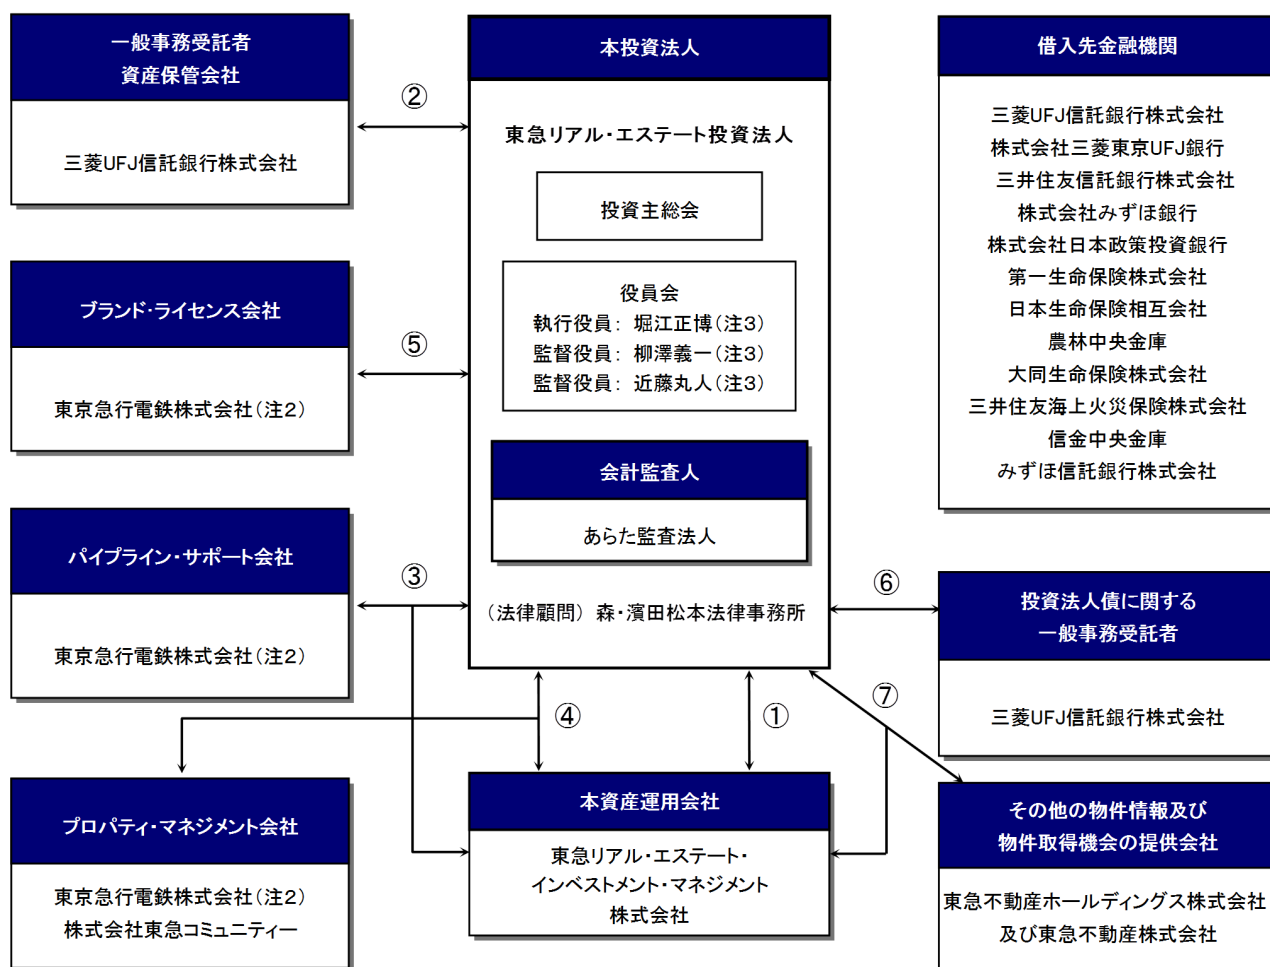 一般事務受託者
資産保管会社
三菱UFJ信託銀行株式会社
②
ブランド・ライセンス会社
東京急行電鉄株式会社（注2）
⑤
パイプライン・サポート会社
東京急行電鉄株式会社（注2）
③
プロパティ・マネジメント会社
東京急行電鉄株式会社（注2）
株式会社東急コミュニティー
④
本投資法人
東急リアル・エステート投資法人
投資主総会
役員会
執行役員： 堀江正博（注3）
監督役員： 柳澤義一（注3）
監督役員： 近藤丸人（注3）
会計監査人
あらた監査法人
（法律顧問） 森・濱田松本法律事務所
①
本資産運用会社
東急リアル・エステート・
インベストメント・マネジメント
株式会社
借入先金融機関
三菱UFJ信託銀行株式会社
株式会社三菱東京UFJ銀行
三井住友信託銀行株式会社
株式会社みずほ銀行
株式会社日本政策投資銀行
第一生命保険株式会社
日本生命保険相互会社
農林中央金庫
大同生命保険株式会社
三井住友海上火災保険株式会社
信金中央金庫
みずほ信託銀行株式会社
⑥
投資法人債に関する
一般事務受託者
三菱UFJ信託銀行株式会社
⑦
その他の物件情報及び
物件取得機会の提供会社
東急不動産ホールディングス株式会社
及び東急不動産株式会社